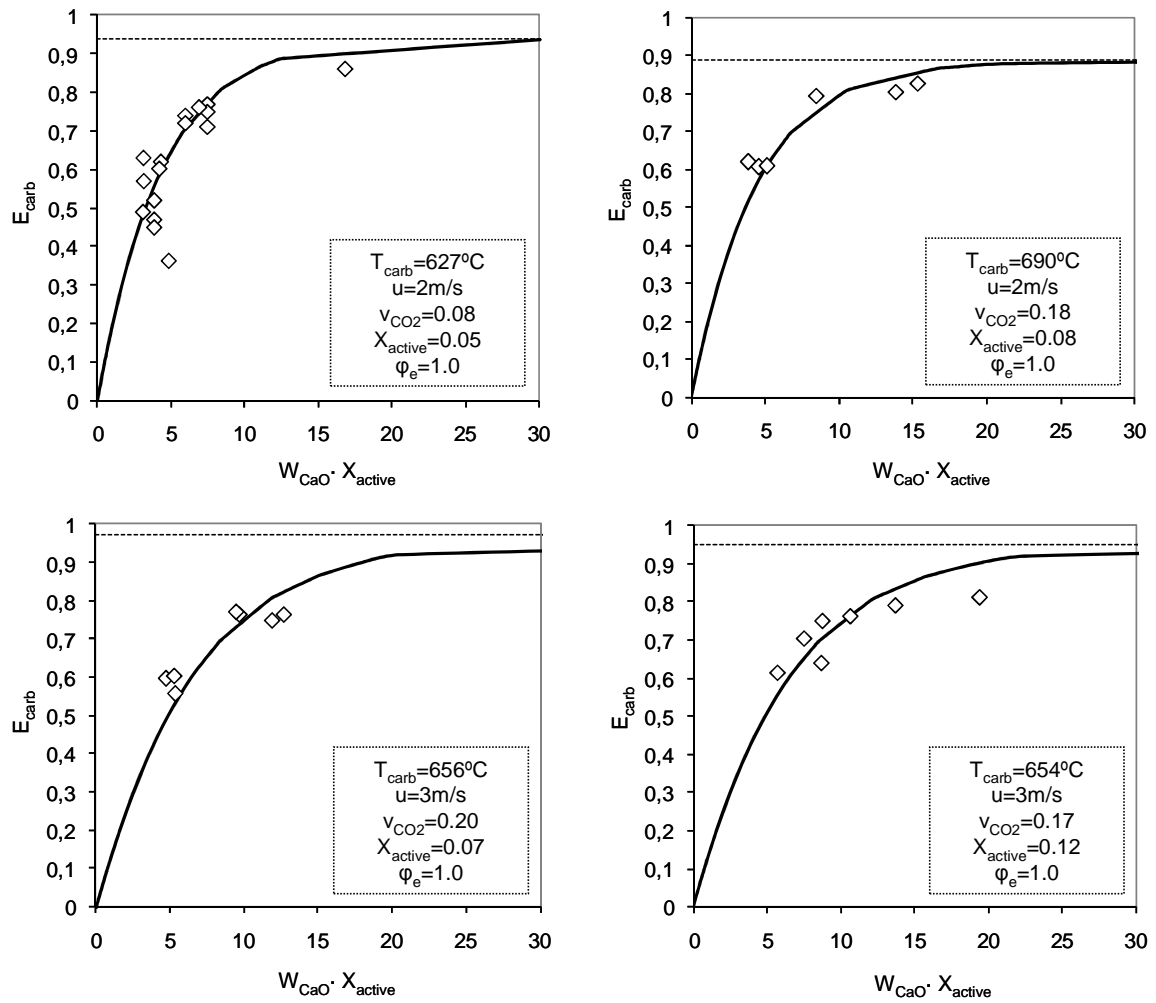 1
0,9
0,8
0,7
0,6
0,5
0,4
0,3
0,2
0,1
0
E_carb
0 5 10 15 20 25 30
W_CaO· X_active
T_carb=627ºC
u=2m/s
v_CO2=0.08
X_active=0.05
φ_e=1.0
1
0,9
0,8
0,7
0,6
0,5
0,4
0,3
0,2
0,1
0
E_carb
0 5 10 15 20 25 30
W_CaO· X_active
T_carb=690ºC
u=2m/s
v_CO2=0.18
X_active=0.08
φ_e=1.0
1
0,9
0,8
0,7
0,6
0,5
0,4
0,3
0,2
0,1
0
E_carb
0 5 10 15 20 25 30
W_CaO· X_active
T_carb=656ºC
u=3m/s
v_CO2=0.20
X_active=0.07
φ_e=1.0
1
0,9
0,8
0,7
0,6
0,5
0,4
0,3
0,2
0,1
0
E_carb
0 5 10 15 20 25 30
W_CaO· X_active
T_carb=654ºC
u=3m/s
v_CO2=0.17
X_active=0.12
φ_e=1.0